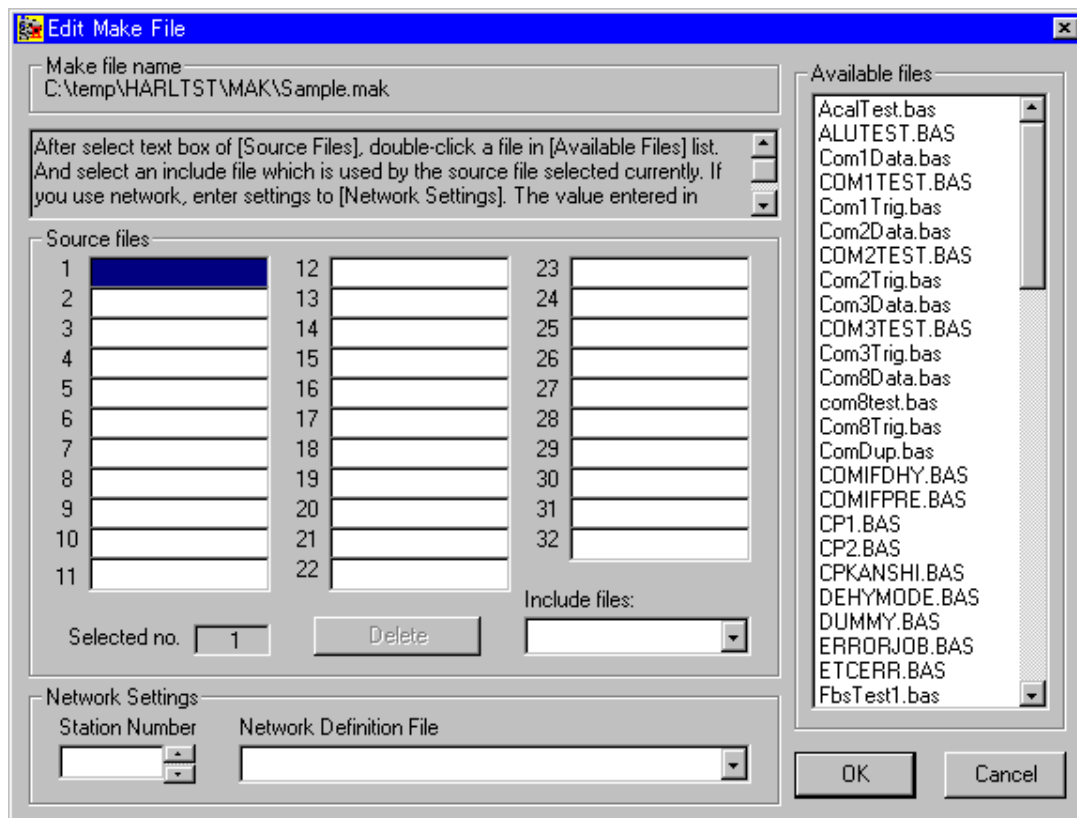 Edit Make File
Make file name
C:\temp\HARLTST\MAK\Sample.mak
After select text box of [Source Files], double-click a file in [Available Files] list.
And select an include file which is used by the source file selected currently. If
you use network, enter settings to [Network Settings]. The value entered in
Source files
1 12 23
2 13 24
3 14 25
4 15 26
5 16 27
6 17 28
7 18 29
8 19 30
9 20 31
10 21 32
11 22
Include files:
Selected no. 1 Delete
Network Settings
Station Number Network Definition File
Available files
AcalTest.bas
ALUTEST.BAS
Com1Data.bas
COM1TEST.BAS
Com1Trig.bas
Com2Data.bas
COM2TEST.BAS
Com2Trig.bas
Com3Data.bas
COM3TEST.BAS
Com3Trig.bas
Com8Data.bas
com8test.bas
Com8Trig.bas
ComDup.bas
COMIFDHY.BAS
COMIFPRE.BAS
CP1.BAS
CP2.BAS
CPKANSHI.BAS
DEHYMODE.BAS
DUMMY.BAS
ERRORJOB.BAS
ETCERR.BAS
FbsTest1.bas
OK Cancel